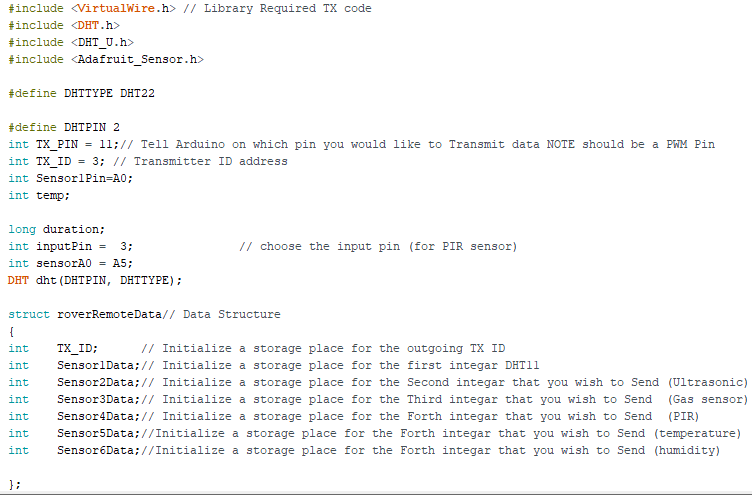 #include <VirtualWire.h> // Library Required TX code
#include <DHT.h>
#include <DHT_U.h>
#include <Adafruit_Sensor.h>
#define DHTTYPE DHT22
#define DHTPIN 2
int TX_PIN = 11;// Tell Arduino on which pin you would like to Transmit data NOTE should be a PWM Pin
int TX_ID = 3; // Transmitter ID address
int Sensor1Pin=A0;
int temp;
long duration;
int inputPin = 3; // choose the input pin (for PIR sensor)
int sensorA0 = A5;
DHT dht(DHTPIN, DHTTYPE);
struct roverRemoteData// Data Structure
{
int TX_ID; // Initialize a storage place for the outgoing TX ID
int Sensor1Data;// Initialize a storage place for the first integar DHT11
int Sensor2Data;// Initialize a storage place for the Second integar that you wish to Send (Ultrasonic)
int Sensor3Data;// Initialize a storage place for the Third integar that you wish to Send (Gas sensor)
int Sensor4Data;// Initialize a storage place for the Forth integar that you wish to Send (PIR)
int Sensor5Data;//Initialize a storage place for the Forth integar that you wish to Send (temperature)
int Sensor6Data;//Initialize a storage place for the Forth integar that you wish to Send (humidity)
};